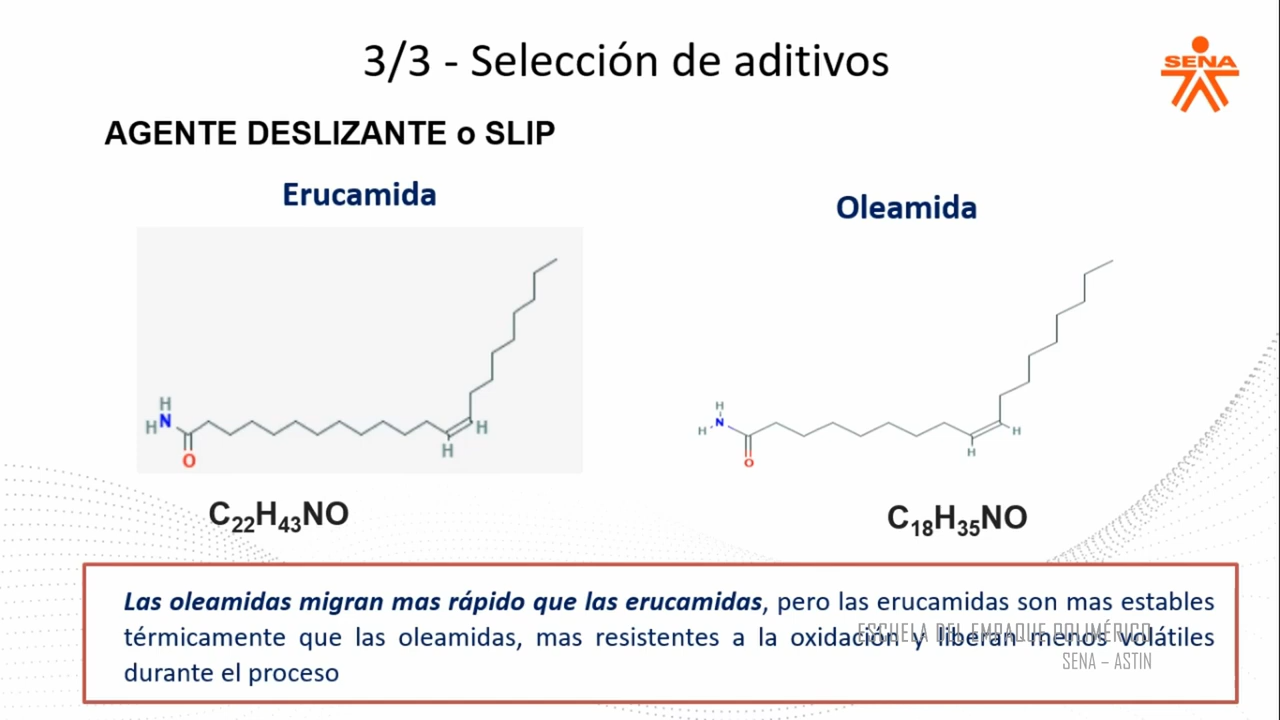 3/3 - Selección de aditivos
SENA
AGENTE DESLIZANTE o SLIP
Erucamida
Oleamida
H
H N
O
H
H
H
H N
O
H
H
C22H43NO
C18H35NO
Las oleamidas migran mas rápido que las erucamidas, pero las erucamidas son mas estables
térmicamente que las oleamidas, mas resistentes a la oxidación y liberan menos volátiles
durante el proceso
ESCUELA DEL EMPAQUE POLIMÉRICO
SENA – ASTIN